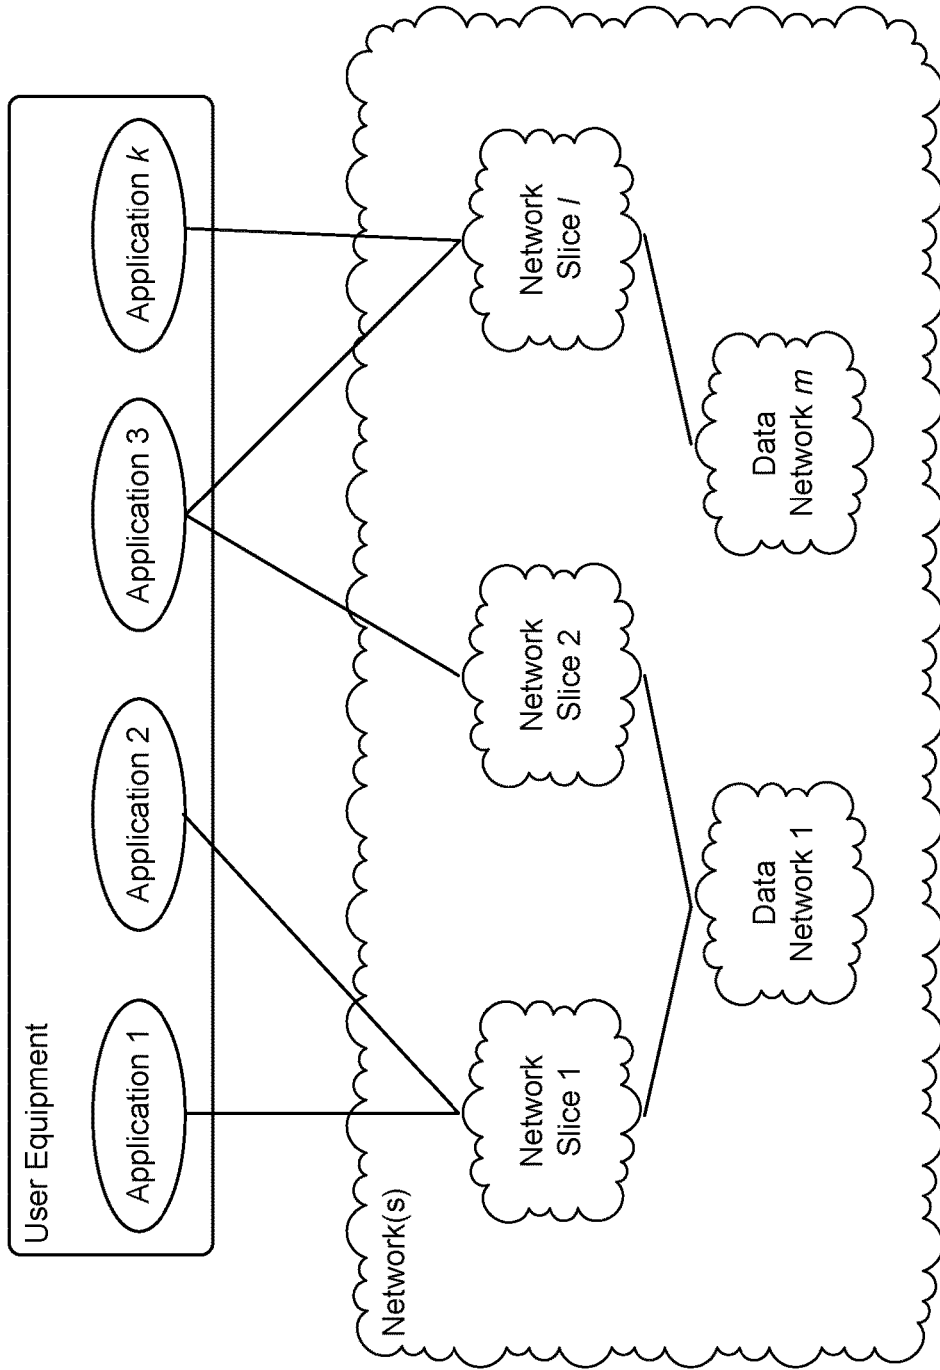 User Equipment
Application 1
Application 2
Application 3
Application k
Network(s)
Network
Slice 1
Network
Slice 2
Network
Slice l
Data
Network 1
Data
Network m